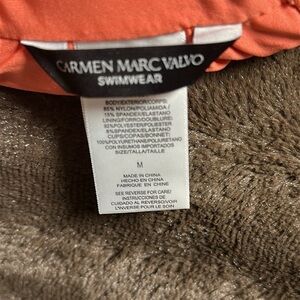 CARMEN MARC VALVO
SWIMWEAR
BODY/EXTERIOR/CORPS:
85% NYLON/POLIAMIDA /
15% SPANDEX/ELASTANO
LINING/FORRO/DOUBLURE:
92%POLYESTER/POLIESTER
8%SPANDEX/ELASTANO
CUPS/COPAS/BONNET:
100%POLYURETHANE/POLIURETANO
CON INSUMOS IMPORTADOS
SIZE/TALLA/TAILLE:
M
MADE IN CHINA
HECHO EN CHINA
FABRIQUE EN CHINE
SEE REVERSE FOR CARE/
INSTRUCCIONES DE
CUIDADO AL REVERSO/VOIR
L'INVERSE POUR LE SOIN